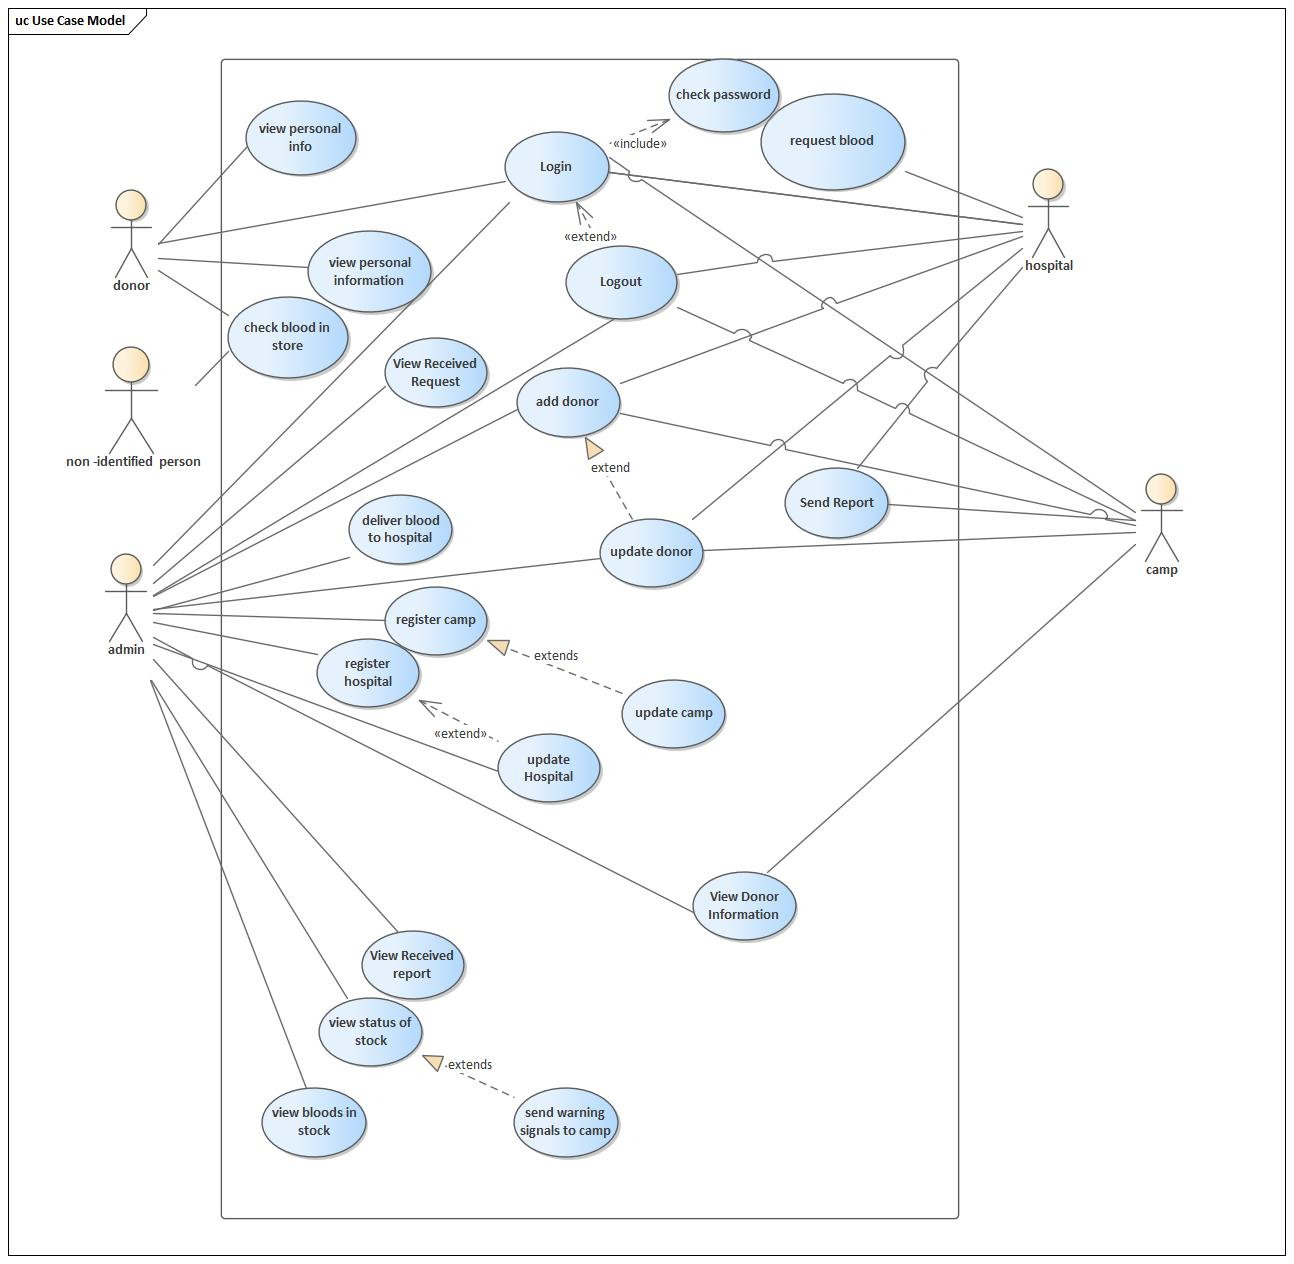 uc Use Case Model
check password
request blood
view personal
info
«include»
Login
donor
hospital
«extend»
view personal
information
Logout
check blood in
store
View Received
Request
add donor
non -identified  person
extend
Send Report
deliver blood
to hospital
update donor
camp
register camp
admin
extends
register
hospital
update camp
«extend»
update
Hospital
View Donor
Information
View Received
report
view status of
stock
extends
view bloods in
stock
send warning
signals to camp